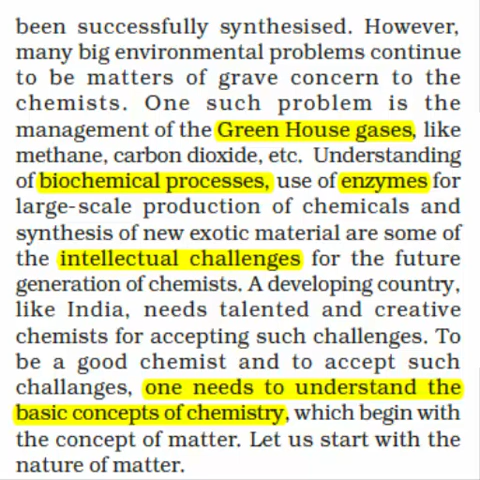 been successfully synthesised. However,
many big environmental problems continue
to be matters of grave concern to the
chemists. One such problem is the
management of the Green House gases, like
methane, carbon dioxide, etc. Understanding
of biochemical processes, use of enzymes for
large-scale production of chemicals and
synthesis of new exotic material are some of
the intellectual challenges for the future
generation of chemists. A developing country,
like India, needs talented and creative
chemists for accepting such challenges. To
be a good chemist and to accept such
challanges, one needs to understand the
basic concepts of chemistry, which begin with
the concept of matter. Let us start with the
nature of matter.